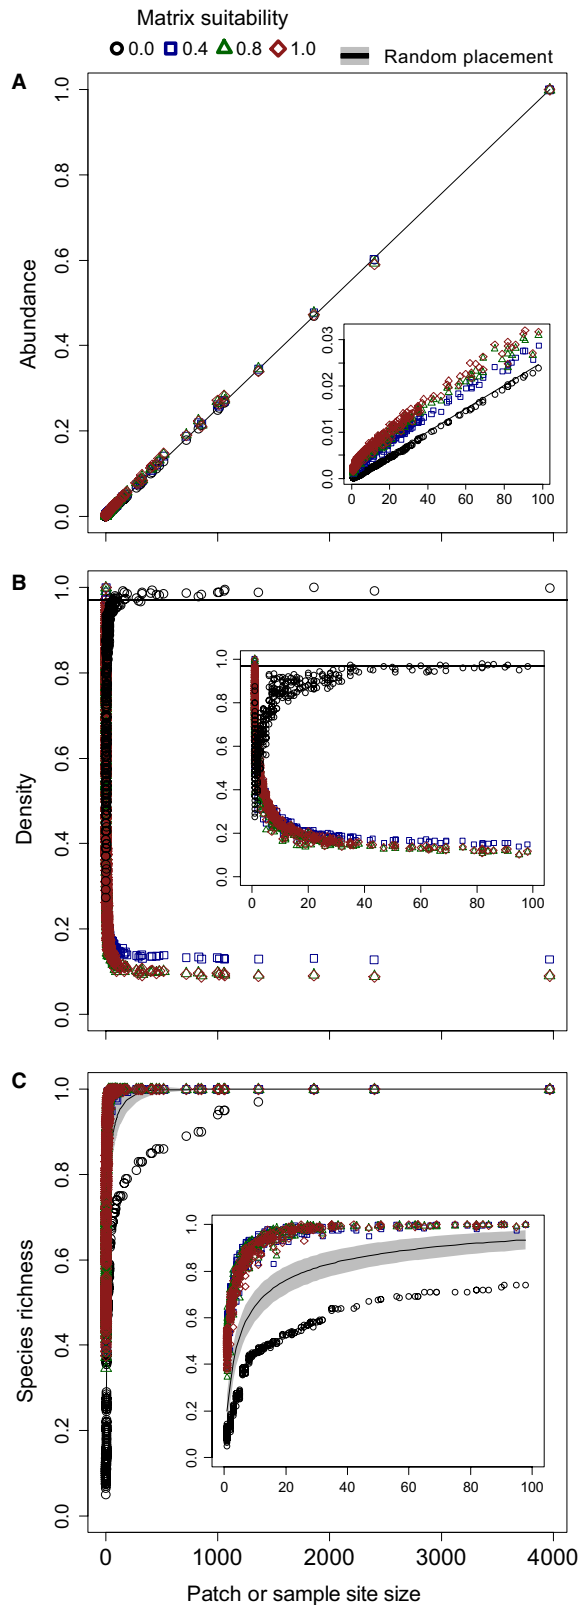 Matrix suitability
0.0 0.4 0.8 1.0 Random placement
A
Abundance
1.0
0.8
0.6
0.4
0.2
0.0
0.03
0.02
0.01
0.0
0 20 40 60 80 100
B
Density
1.0
0.8
0.6
0.4
0.2
0.0
1.0
0.8
0.6
0.4
0.2
0.0
0 20 40 60 80 100
C
Species richness
1.0
0.8
0.6
0.4
0.2
0.0
1.0
0.8
0.6
0.4
0.2
0.0
0 20 40 60 80 100
0 1000 2000 3000 4000
Patch or sample site size